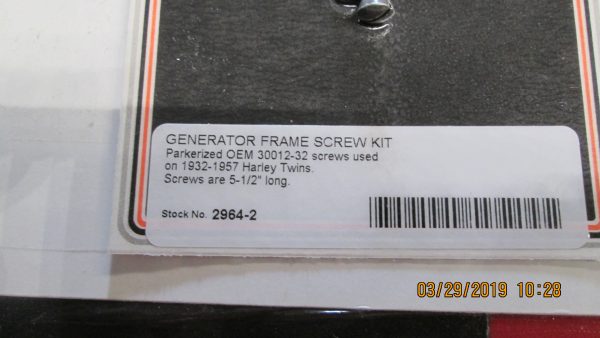 GENERATOR FRAME SCREW KIT
Parkerized OEM 30012-32 screws used
on 1932-1957 Harley Twins.
Screws are 5-1/2" long.
Stock No. 2964-2
03/29/2019 10:28